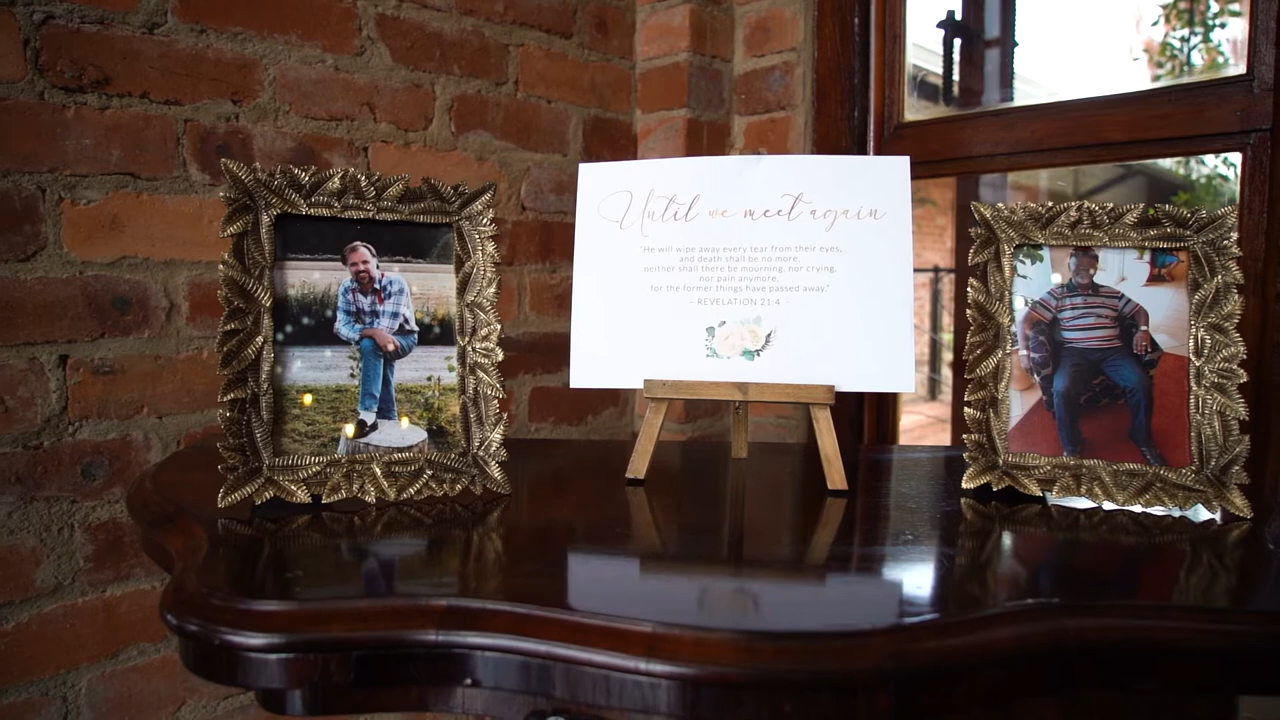 Until we meet again
"He will wipe away every tear from their eyes,
and death shall be no more,
neither shall there be mourning, nor crying,
nor pain anymore,
for the former things have passed away."
- REVELATION 21:4 -